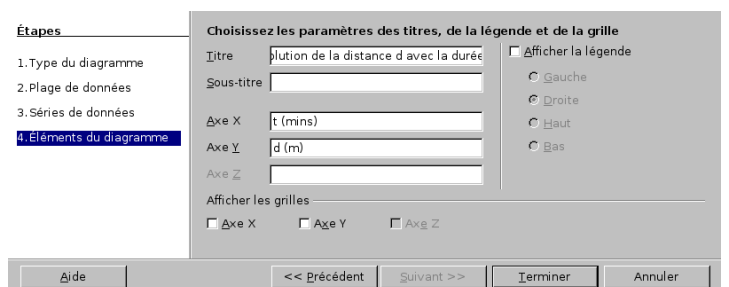 Étapes
1.Type du diagramme
2.Plage de données
3.Séries de données
4.Éléments du diagramme
Choisissez les paramètres des titres, de la légende et de la grille
Titre
olution de la distance d avec la durée
Sous-titre
Axe X
t (mins)
Axe Y
d (m)
Axe Z
Afficher la légende
Gauche
Droite
Haut
Bas
Afficher les grilles
Axe X Axe Y Axe Z
Aide << Précédent Suivant >> Terminer Annuler